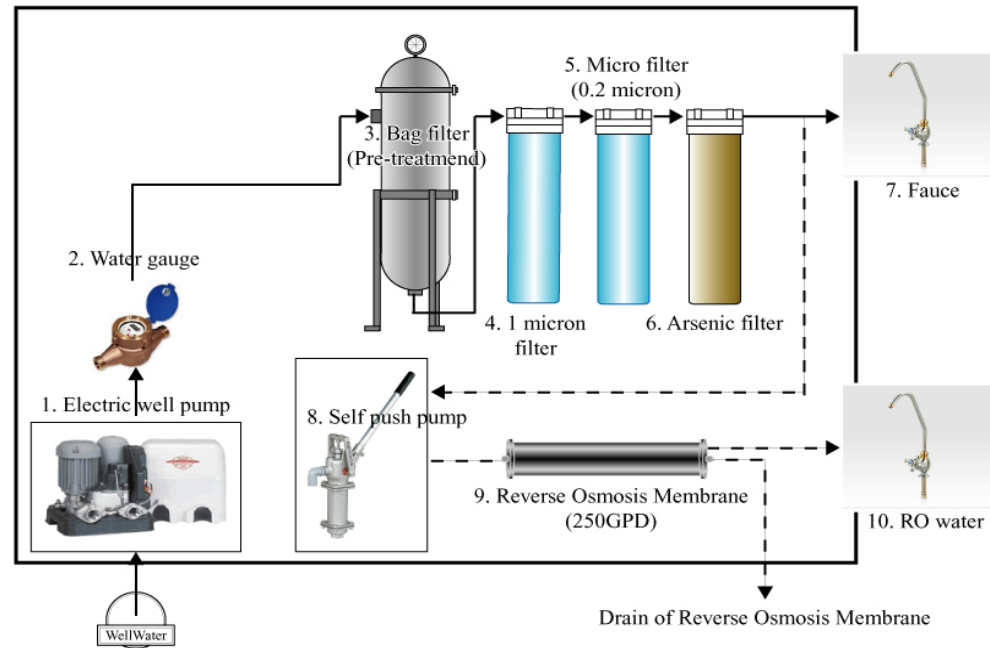 5. Micro filter
(0.2 micron)
3. Bag filter
(Pre-treatmend)
7. Fauce
2. Water gauge
4. 1 micron
filter
6. Arsenic filter
1. Electric well pump
8. Self push pump
9. Reverse Osmosis Membrane
(250GPD)
10. RO water
Drain of Reverse Osmosis Membrane
WellWater